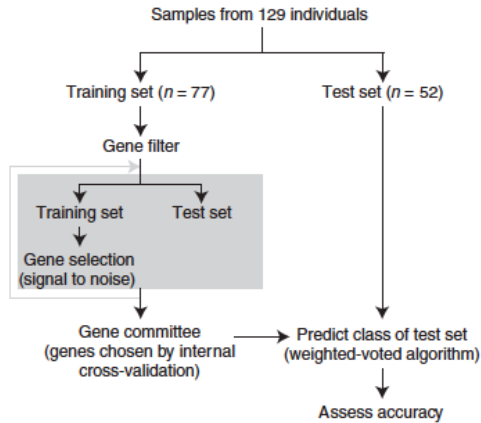 Samples from 129 individuals
Training set (n = 77)
Test set (n = 52)
Gene filter
Training set
Test set
Gene selection
(signal to noise)
Gene committee
(genes chosen by internal
cross-validation)
Predict class of test set
(weighted-voted algorithm)
Assess accuracy